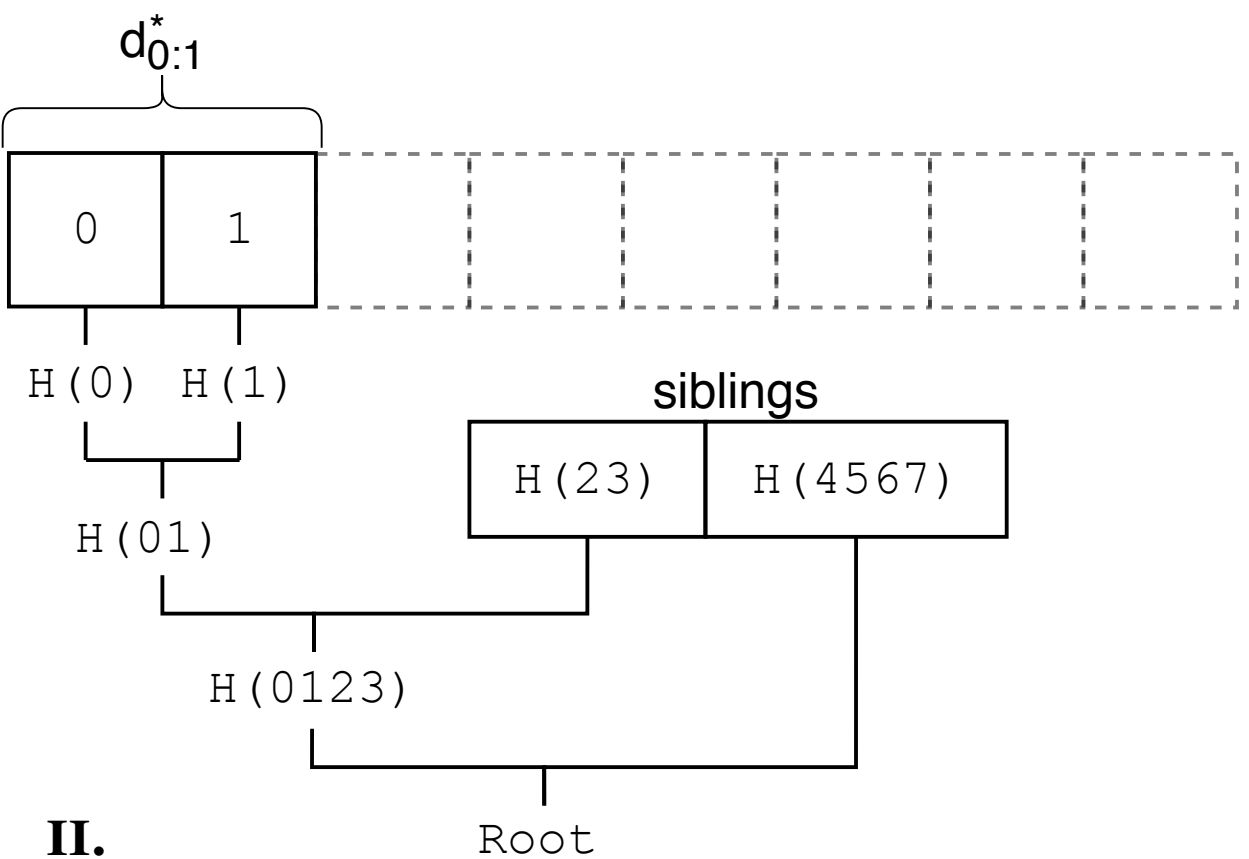 d*0:1
0 1
H(0) H(1)
siblings
H(23) H(4567)
H(01)
H(0123)
II.
Root